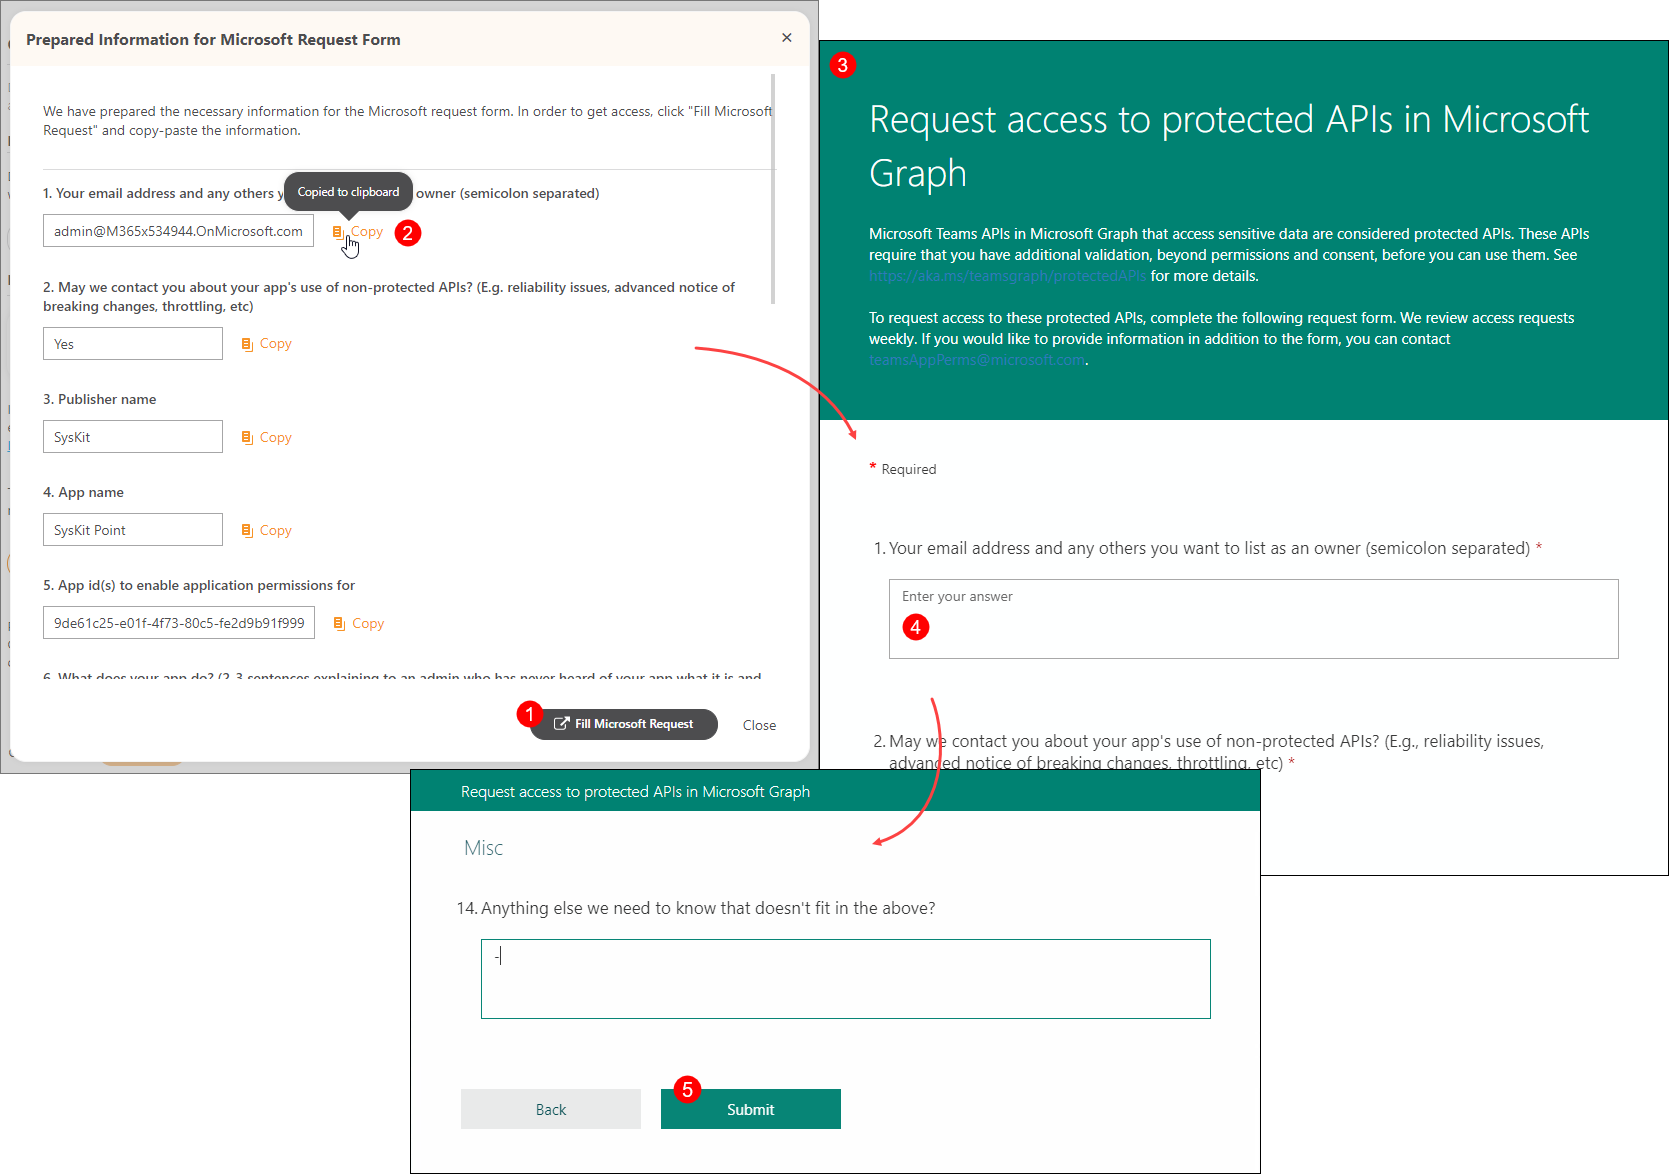 Prepared Information for Microsoft Request Form
We have prepared the necessary information for the Microsoft request form. In order to get access, click "Fill Microsoft
Request" and copy-paste the information.
1. Your email address and any others y
Copied to clipboard
owner (semicolon separated)
admin@M365x534944.OnMicrosoft.com
Copy
2
2. May we contact you about your app's use of non-protected APIs? (E.g. reliability issues, advanced notice of
breaking changes, throttling, etc)
Yes
Copy
3. Publisher name
SysKit
Copy
4. App name
SysKit Point
Copy
5. App id(s) to enable application permissions for
9de61c25-e01f-4f73-80c5-fe2d9b91f999
Copy
6. What does your app do? (2-3 sentences explaining to an admin who has never heard of your app what it is and
1
Fill Microsoft Request
Close
3
Request access to protected APIs in Microsoft
Graph
Microsoft Teams APIs in Microsoft Graph that access sensitive data are considered protected APIs. These APIs
require that you have additional validation, beyond permissions and consent, before you can use them. See
https://aka.ms/teamsgraph/protectedAPIs for more details.
To request access to these protected APIs, complete the following request form. We review access requests
weekly. If you would like to provide information in addition to the form, you can contact
teamsAppPerms@microsoft.com.
* Required
1. Your email address and any others you want to list as an owner (semicolon separated) *
Enter your answer
4
2. May we contact you about your app's use of non-protected APIs? (E.g., reliability issues,
advanced notice of breaking changes, throttling, etc) *
Request access to protected APIs in Microsoft Graph
Misc
14. Anything else we need to know that doesn't fit in the above?
-
Back
5
Submit